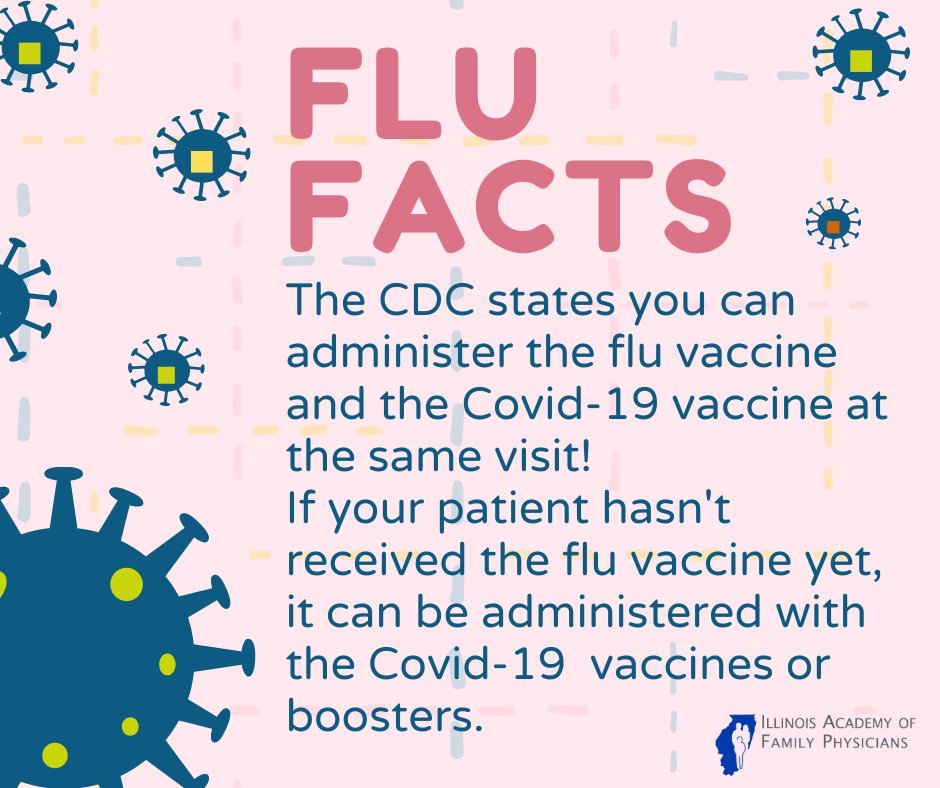 FLU
FACTS
The CDC states you can
administer the flu vaccine
and the Covid-19 vaccine at
the same visit!
If your patient hasn't
received the flu vaccine yet,
it can be administered with
the Covid-19  vaccines or
boosters.
ILLINOIS ACADEMY OF
FAMILY PHYSICIANS